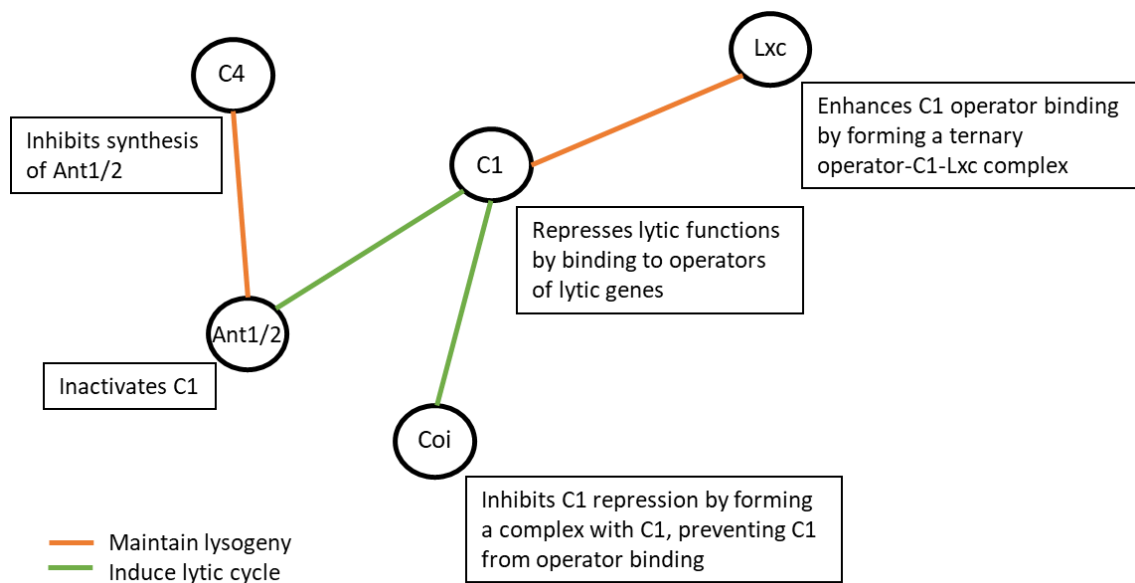 C4
Lxc
Inhibits synthesis
of Ant1/2
Enhances C1 operator binding
by forming a ternary
operator-C1-Lxc complex
C1
Represses lytic functions
by binding to operators
of lytic genes
Ant1/2
Inactivates C1
Coi
Inhibits C1 repression by forming
a complex with C1, preventing C1
from operator binding
Maintain lysogeny
Induce lytic cycle